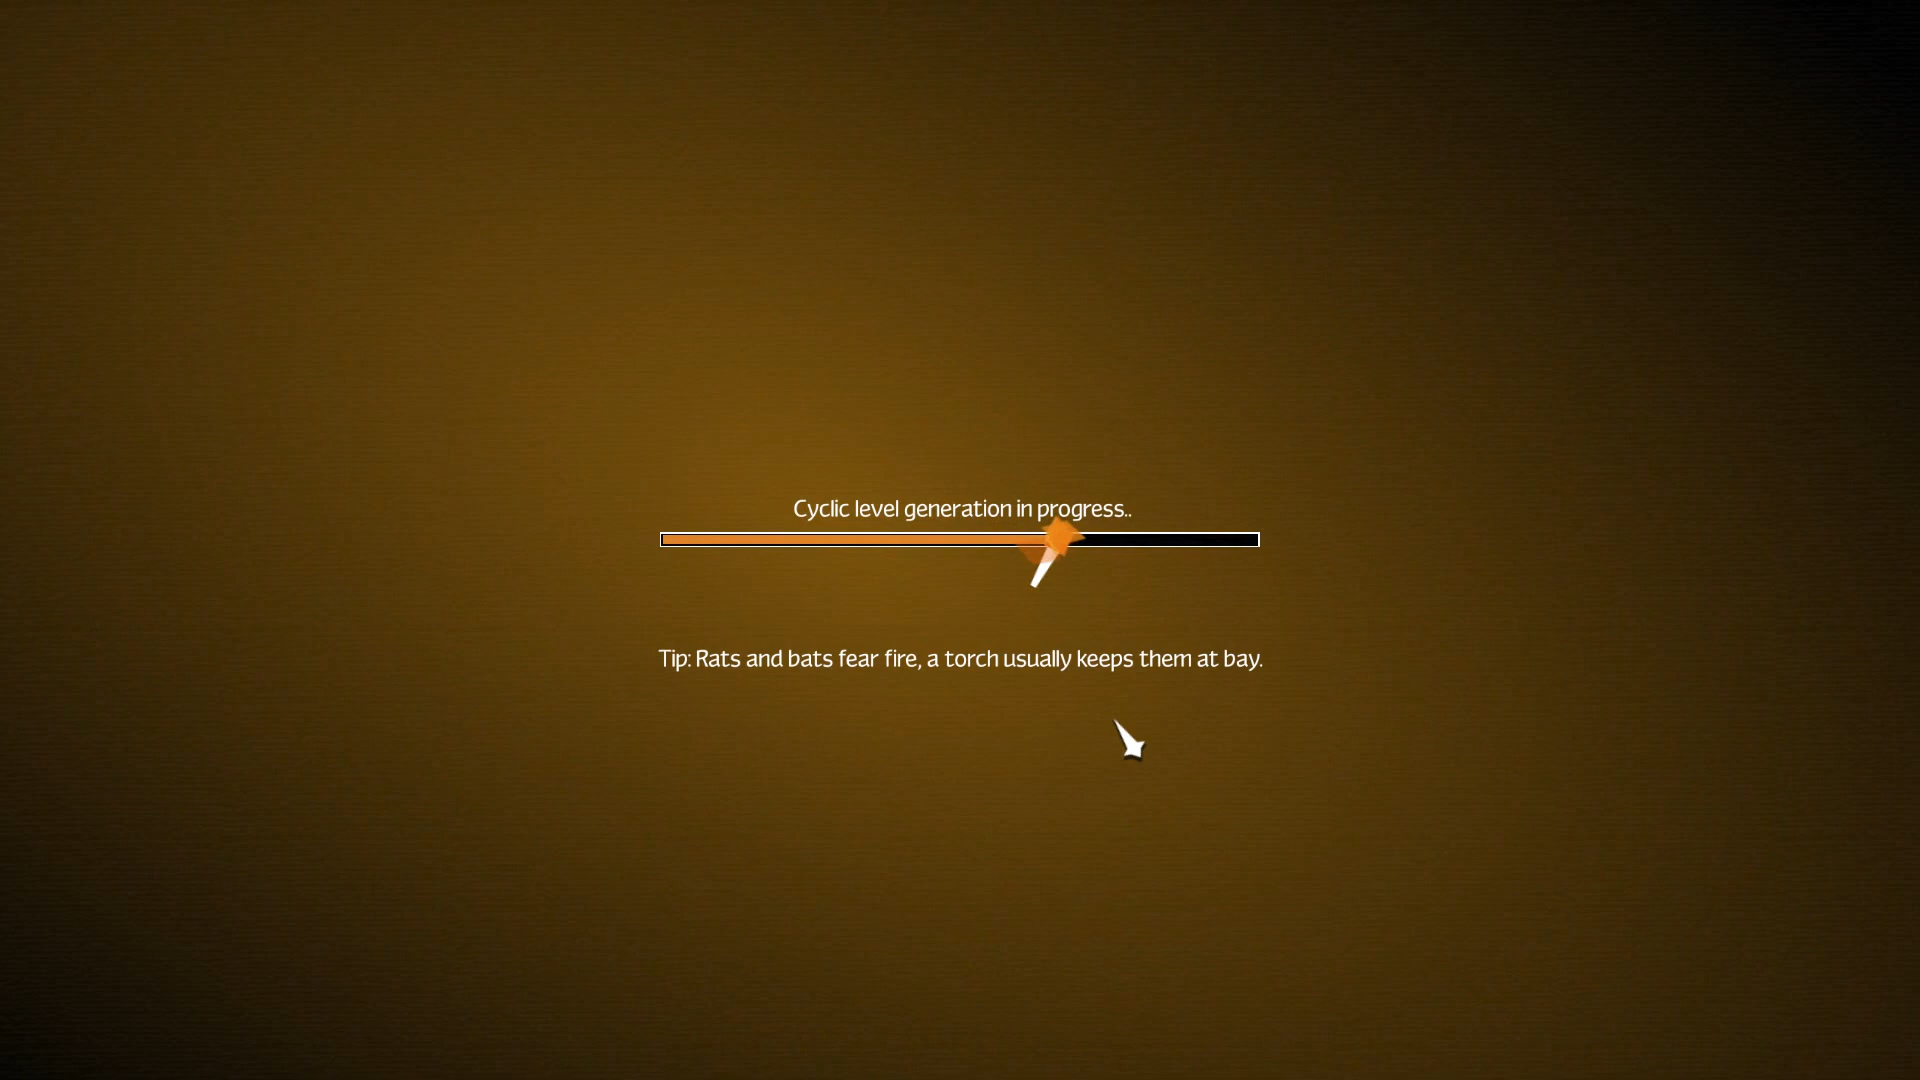 Cyclic level generation in progress..
Tip: Rats and bats fear fire, a torch usually keeps them at bay.